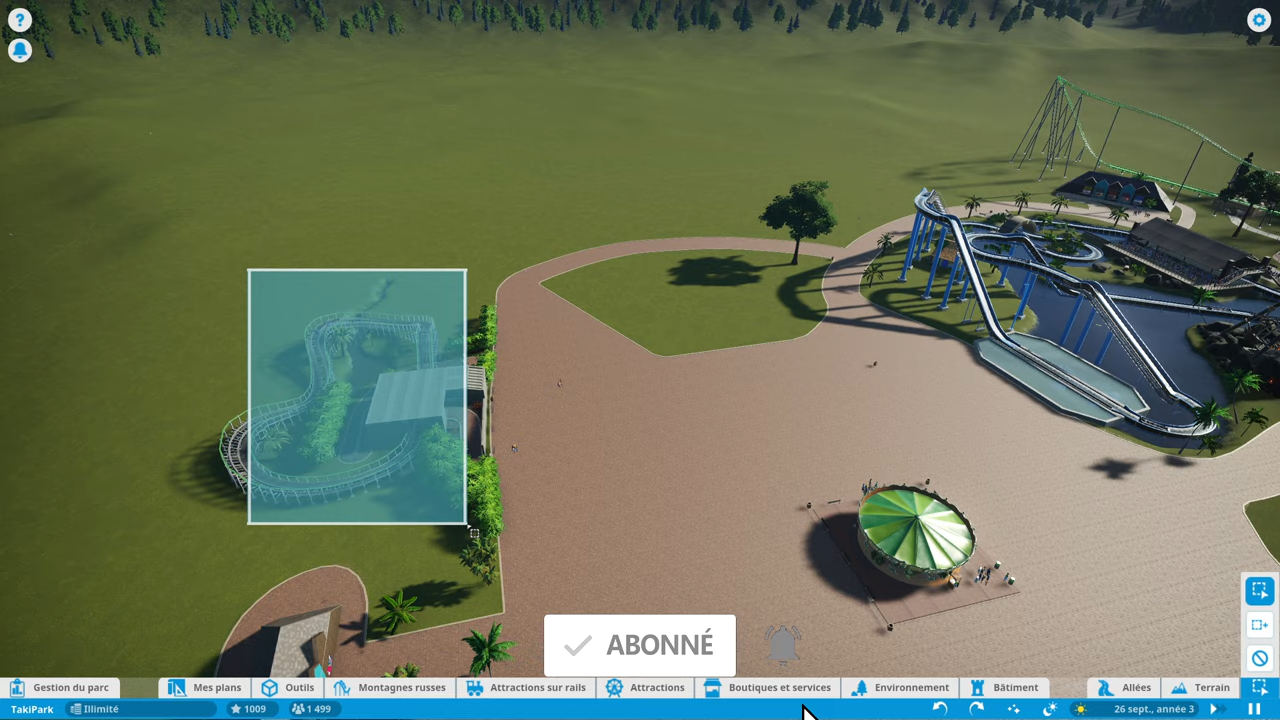 ?
ABONNÉ
Gestion du parc
Mes plans
Outils
Montagnes russes
Attractions sur rails
Attractions
Boutiques et services
Environnement
Bâtiment
Allées
Terrain
TakiPark
Illimité
1009
1 499
26 sept., année 3